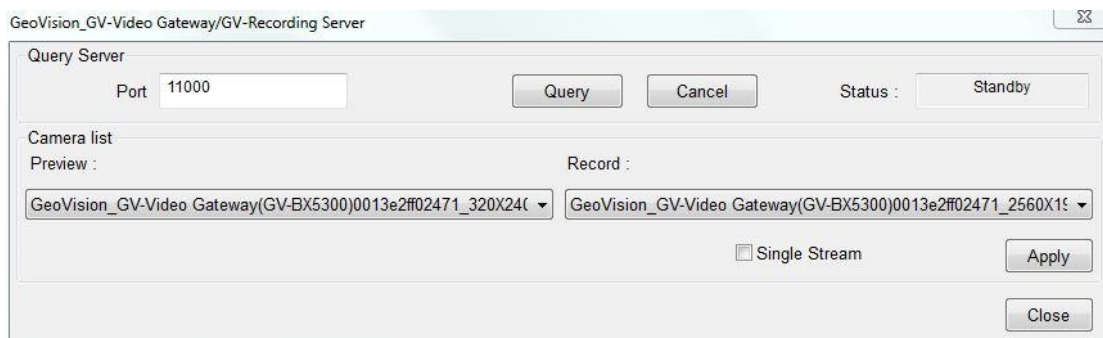 GeoVision_GV-Video Gateway/GV-Recording Server
Query Server
Port 11000 Query Cancel Status : Standby
Camera list
Preview : Record :
GeoVision_GV-Video Gateway(GV-BX5300)0013e2ff02471_320X24( GeoVision_GV-Video Gateway(GV-BX5300)0013e2ff02471_2560X19
Single Stream Apply
Close